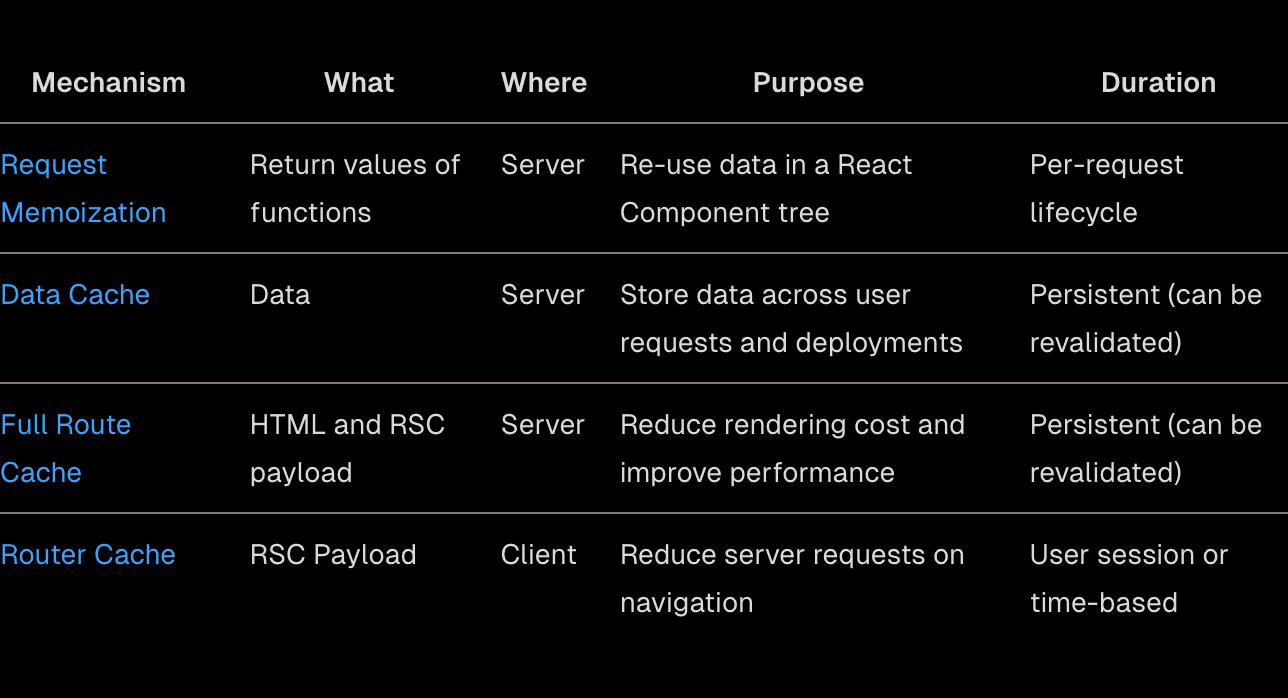 Mechanism What Where Purpose Duration
Request Return values of Server Re-use data in a React Per-request
Memoization functions Component tree lifecycle
Data Cache Data Server Store data across user Persistent (can be
requests and deployments revalidated)
Full Route HTML and RSC Server Reduce rendering cost and Persistent (can be
Cache payload improve performance revalidated)
Router Cache RSC Payload Client Reduce server requests on User session or
navigation time-based